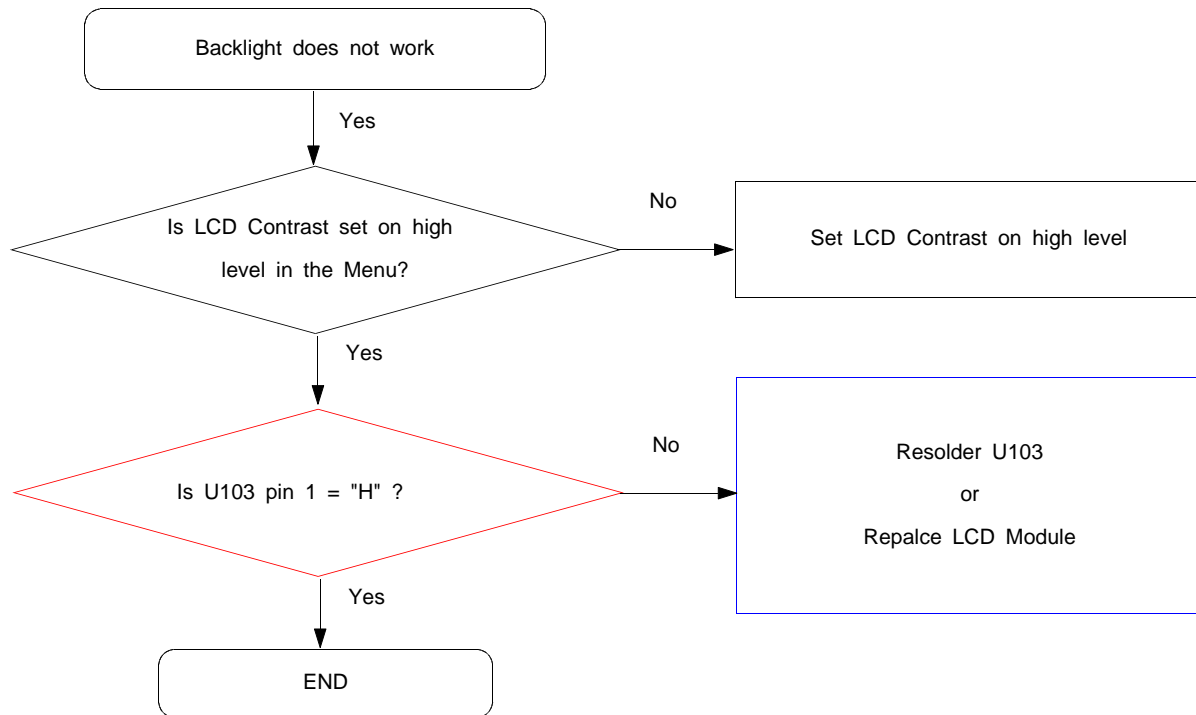 Backlight does not work
Yes
Is LCD Contrast set on high
level in the Menu?
No
Set LCD Contrast on high level
Yes
Is U103 pin 1 = "H" ?
No
Resolder U103
or
Repalce LCD Module
Yes
END